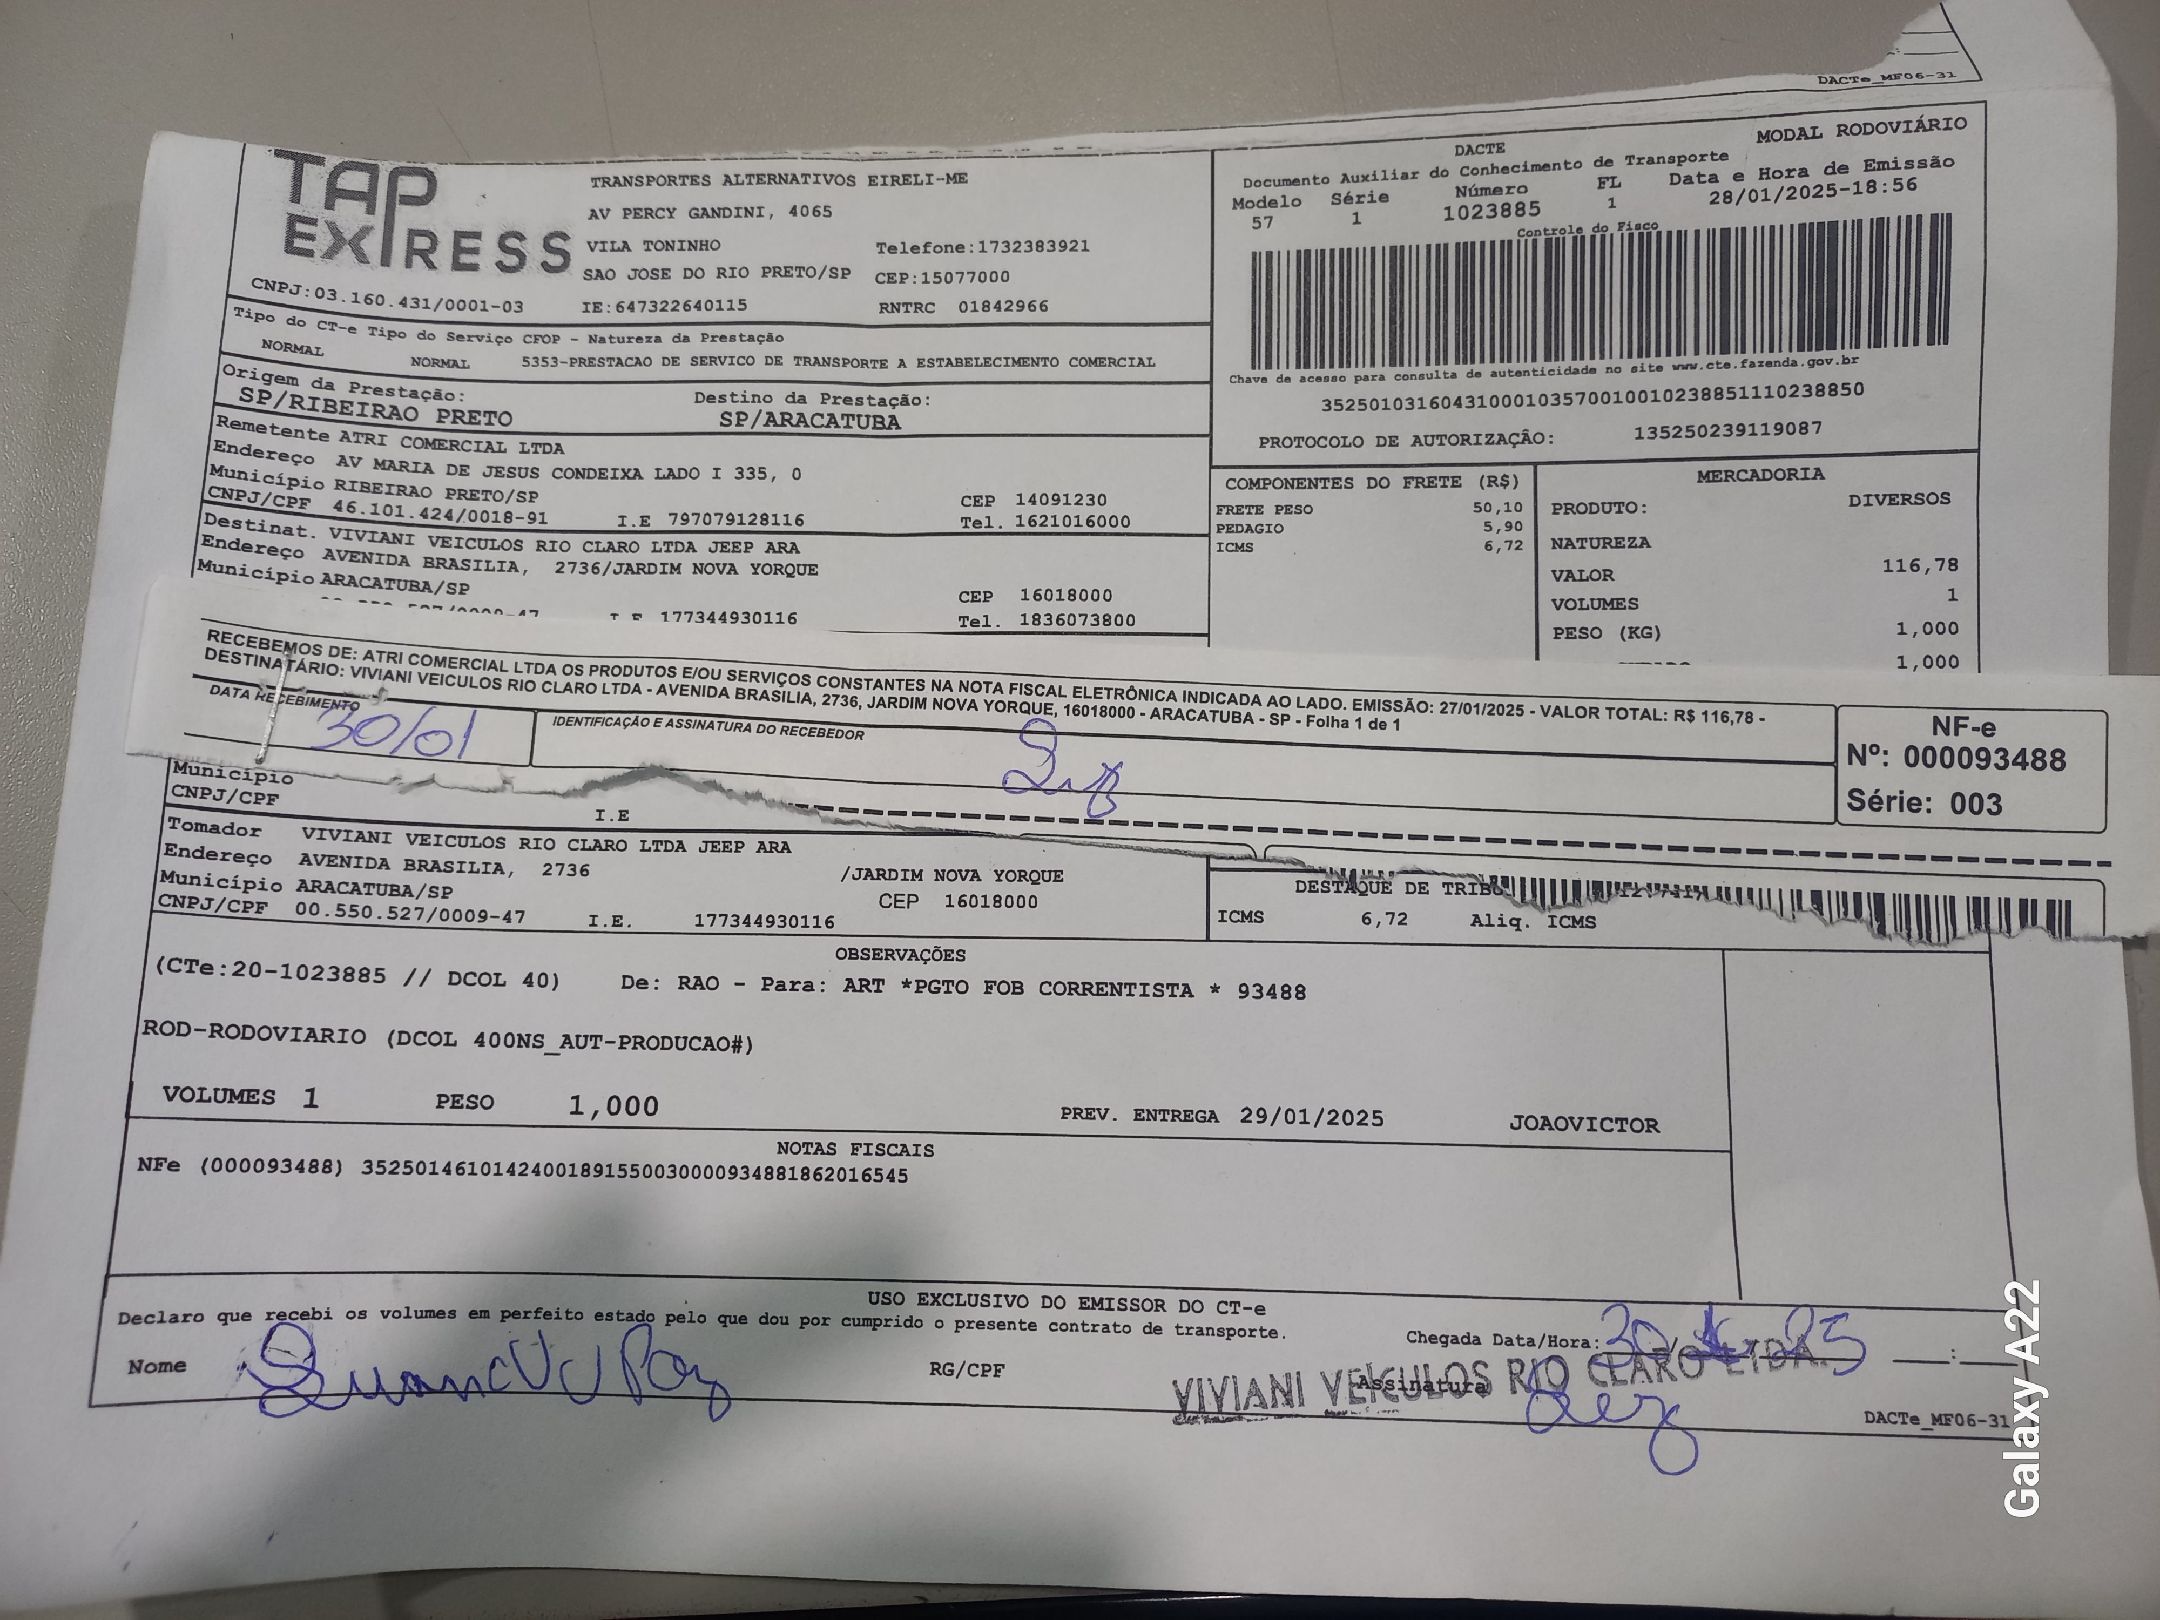 DACTe_MF06-31
TAP EXPRESS
TRANSPORTES ALTERNATIVOS EIRELI-ME
AV PERCY GANDINI, 4065
VILA TONINHO Telefone:1732383921
SAO JOSE DO RIO PRETO/SP CEP:15077000
CNPJ:03.160.431/0001-03 IE:647322640115 RNTRC 01842966
DACTE MODAL RODOVIÁRIO
Documento Auxiliar do Conhecimento de Transporte
Modelo Série Número FL Data e Hora de Emissão
57 1 1023885 1 28/01/2025-18:56
Controle do Fisco
Chave de acesso para consulta de autenticidade no site www.cte.fazenda.gov.br
35250103160431000103570010010238851110238850
PROTOCOLO DE AUTORIZAÇÃO: 135250239119087
Tipo do CT-e Tipo do Serviço CFOP - Natureza da Prestação
NORMAL NORMAL 5353-PRESTACAO DE SERVICO DE TRANSPORTE A ESTABELECIMENTO COMERCIAL
Origem da Prestação: Destino da Prestação:
SP/RIBEIRAO PRETO SP/ARACATUBA
Remetente ATRI COMERCIAL LTDA
Endereço AV MARIA DE JESUS CONDEIXA LADO I 335, 0
Município RIBEIRAO PRETO/SP CEP 14091230
CNPJ/CPF 46.101.424/0018-91 I.E 797079128116 Tel. 1621016000
Destinat. VIVIANI VEICULOS RIO CLARO LTDA JEEP ARA
Endereço AVENIDA BRASILIA, 2736/JARDIM NOVA YORQUE
Município ARACATUBA/SP CEP 16018000
177344930116 Tel. 1836073800
COMPONENTES DO FRETE (R$)
FRETE PESO 50,10
PEDAGIO 5,90
ICMS 6,72
MERCADORIA
PRODUTO: DIVERSOS
NATUREZA
VALOR 116,78
VOLUMES 1
PESO (KG) 1,000
1,000
RECEBEMOS DE: ATRI COMERCIAL LTDA OS PRODUTOS E/OU SERVIÇOS CONSTANTES NA NOTA FISCAL ELETRÔNICA INDICADA AO LADO. EMISSÃO: 27/01/2025 - VALOR TOTAL: R$ 116,78 -
DESTINATÁRIO: VIVIANI VEICULOS RIO CLARO LTDA - AVENIDA BRASILIA, 2736, JARDIM NOVA YORQUE, 16018000 - ARACATUBA - SP - Folha 1 de 1
DATA RECEBIMENTO IDENTIFICAÇÃO E ASSINATURA DO RECEBEDOR
30/01
NF-e
Nº: 000093488
Série: 003
Município
CNPJ/CPF I.E
Tomador VIVIANI VEICULOS RIO CLARO LTDA JEEP ARA
Endereço AVENIDA BRASILIA, 2736 /JARDIM NOVA YORQUE
Município ARACATUBA/SP CEP 16018000
CNPJ/CPF 00.550.527/0009-47 I.E. 177344930116
DESTAQUE DE TRIBU
ICMS 6,72 Aliq. ICMS
OBSERVAÇÕES
(CTe:20-1023885 // DCOL 40) De: RAO - Para: ART *PGTO FOB CORRENTISTA * 93488
ROD-RODOVIARIO (DCOL 400NS_AUT-PRODUCAO#)
VOLUMES 1 PESO 1,000 PREV. ENTREGA 29/01/2025 JOAOVICTOR
NOTAS FISCAIS
NFe (000093488) 35250146101424001891550030000934881862016545
USO EXCLUSIVO DO EMISSOR DO CT-e
Declaro que recebi os volumes em perfeito estado pelo que dou por cumprido o presente contrato de transporte.
Chegada Data/Hora: 30/ 25
Nome RG/CPF Assinatura
VIVIANI VEICULOS RIO CLARO LTDA.
DACTe_MF06-31
Galaxy A22